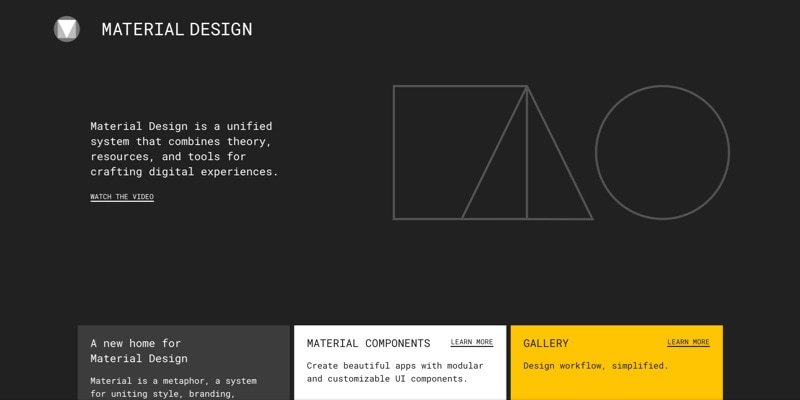 MATERIAL DESIGN
Material Design is a unified
system that combines theory,
resources, and tools for
crafting digital experiences.
WATCH THE VIDEO
A new home for
Material Design
Material is a metaphor, a system
for uniting style, branding,
MATERIAL COMPONENTS
LEARN MORE
Create beautiful apps with modular
and customizable UI components.
GALLERY
LEARN MORE
Design workflow, simplified.